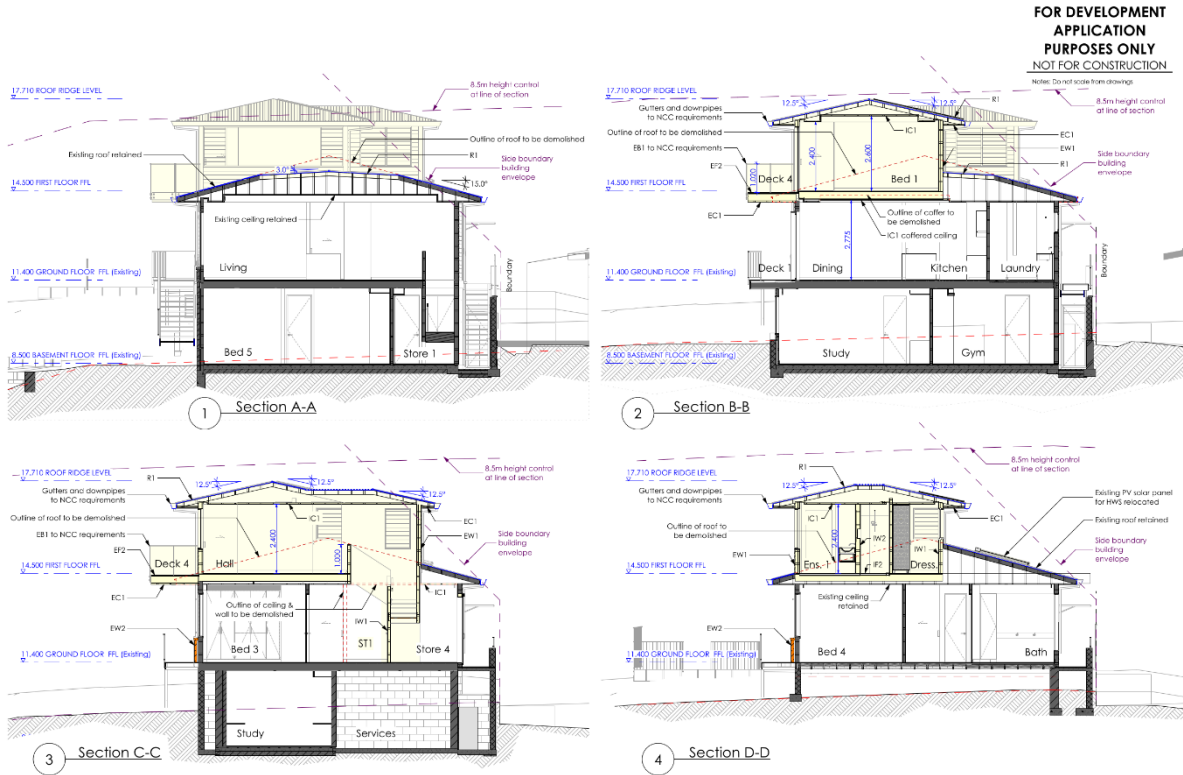 FOR DEVELOPMENT
APPLICATION
PURPOSES ONLY
NOT FOR CONSTRUCTION
Notes: Do not scale from drawings
17.710 ROOF RIDGE LEVEL
8.5m height control
at line of section
Existing roof retained
3.0°
Outline of roof to be demolished
R1
14.500 FIRST FLOOR FFL
15.0°
Side boundary
building
envelope
Existing ceiling retained
Living
11.400 GROUND FLOOR FFL (Existing)
Boundary
8.500 BASEMENT FLOOR FFL (Existing)
Bed 5
Store 1
1
Section A-A
17.710 ROOF RIDGE LEVEL
12.5°
12.5°
R1
8.5m height control
at line of section
Gutters and downpipes
to NCC requirements
IC1
EC1
Outline of roof to be demolished
EW1
EB1 to NCC requirements
R1
Side boundary
building
envelope
EF2
2,400
2,600
1,020
Deck 4
Bed 1
14.500 FIRST FLOOR FFL
EC1
Outline of coffer to
be demolished
IC1 coffered ceiling
2,775
11.400 GROUND FLOOR FFL (Existing)
Deck 1
Dining
Kitchen
Laundry
Boundary
8.500 BASEMENT FLOOR FFL (Existing)
Study
Gym
2
Section B-B
17.710 ROOF RIDGE LEVEL
R1
12.5°
12.5°
12.5°
8.5m height control
at line of section
Gutters and downpipes
to NCC requirements
IC1
EC1
Outline of roof to be demolished
EW1
EB1 to NCC requirements
2,400
1,000
Side boundary
building
envelope
EF2
Deck 4
Hall
14.500 FIRST FLOOR FFL
EC1
IC1
Outline of ceiling &
wall to be demolished
EW2
IW1
Bed 3
ST1
Store 4
11.400 GROUND FLOOR FFL (Existing)
Study
Services
3
Section C-C
17.710 ROOF RIDGE LEVEL
R1
12.5°
12.5°
8.5m height control
at line of section
Gutters and downpipes
to NCC requirements
IC1
EC1
Existing PV solar panel
for HWS relocated
Existing roof retained
Outline of roof to
be demolished
2,400
IW2
IW1
EW1
Side boundary
building
envelope
14.500 FIRST FLOOR FFL
Ens. 1
IF2
Dress.
Existing ceiling
retained
EW2
11.400 GROUND FLOOR FFL (Existing)
Bed 4
Bath
4
Section D-D